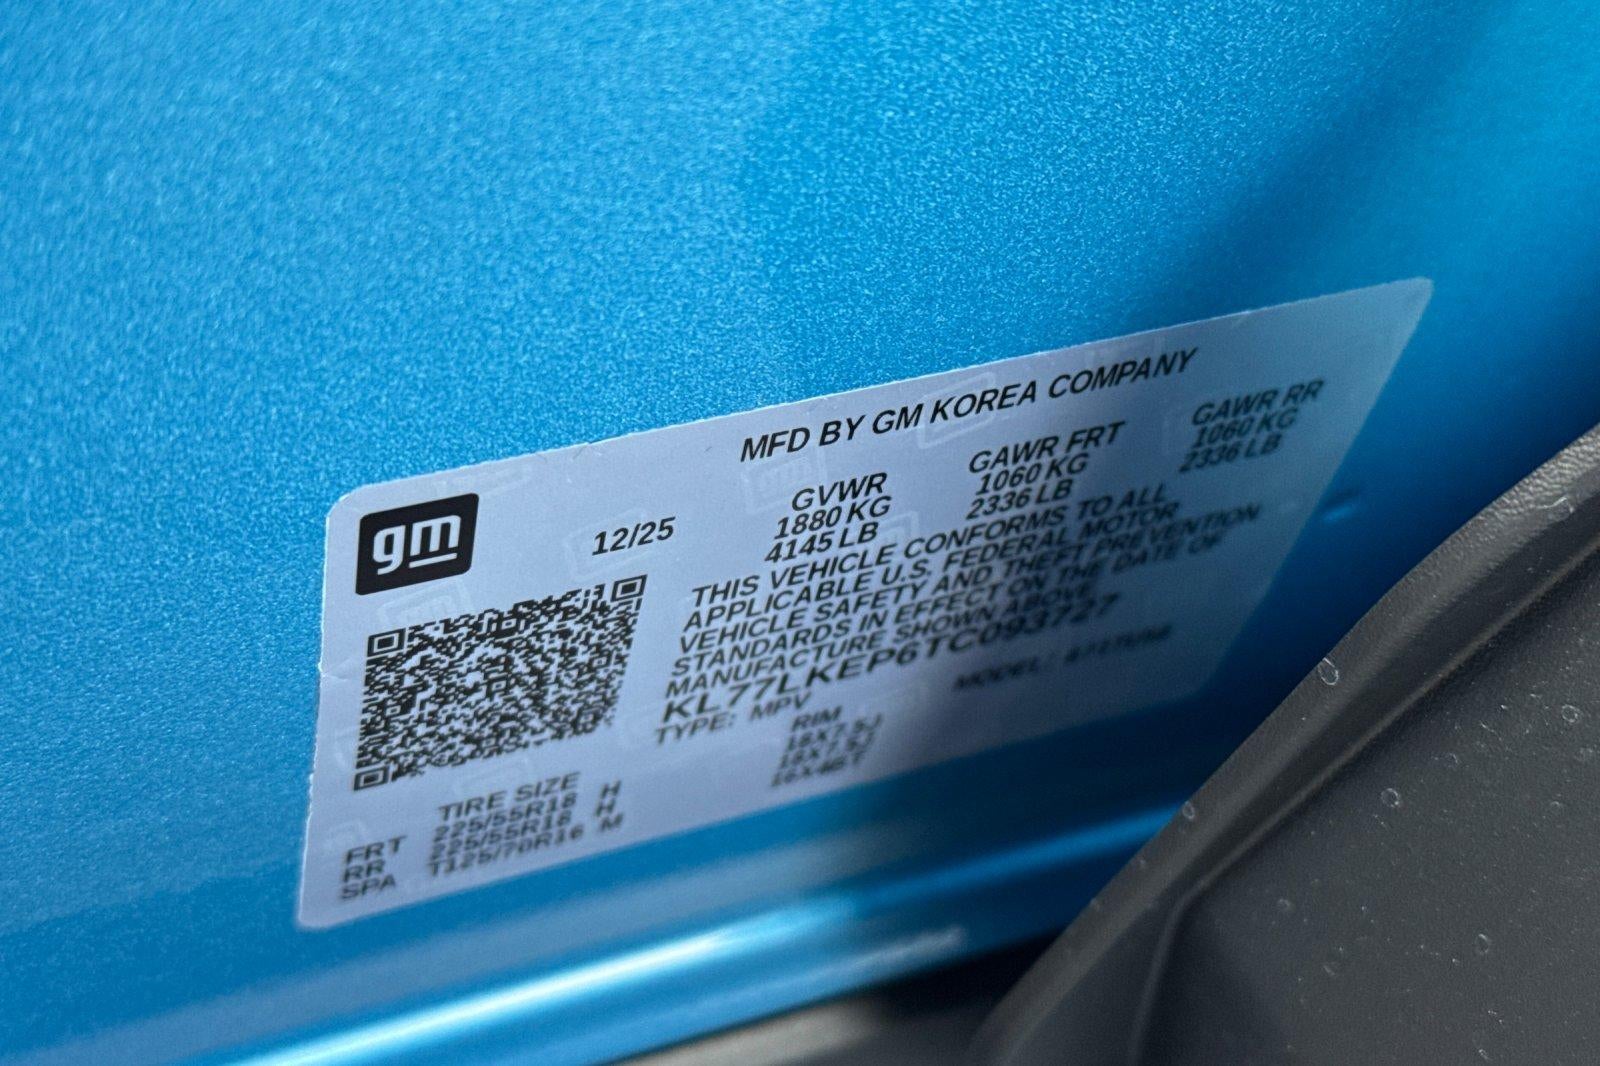 MFD BY GM KOREA COMPANY
gm
12/25
GVWR GAWR FRT GAWR RR
1880 KG 1060 KG 1060 KG
4145 LB 2336 LB 2336 LB
THIS VEHICLE CONFORMS TO ALL
APPLICABLE U.S. FEDERAL MOTOR
VEHICLE SAFETY AND THEFT PREVENTION
STANDARDS IN EFFECT ON THE DATE OF
MANUFACTURE SHOWN ABOVE.
KL77LKEP6TC093727
TYPE: MPV MODEL:
TIRE SIZE RIM
FRT 225/55R18 H 18X7.5J
RR 225/55R18 H 18X7.5J
SPA T125/70R16 M 16X4BT